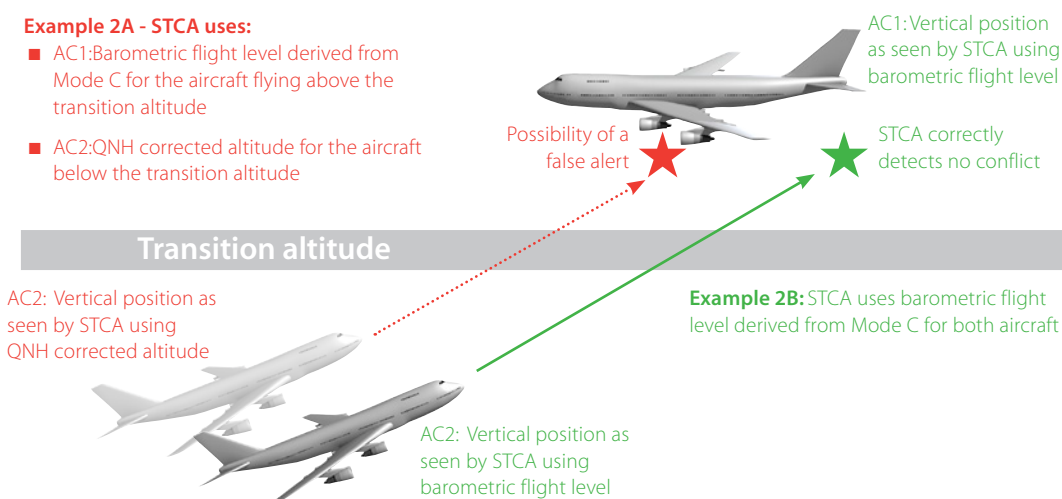 Example 2A - STCA uses:
■ AC1:Barometric flight level derived from
Mode C for the aircraft flying above the
transition altitude
■ AC2:QNH corrected altitude for the aircraft
below the transition altitude
AC1: Vertical position
as seen by STCA using
barometric flight level
Possibility of a
false alert
STCA correctly
detects no conflict
Transition altitude
AC2: Vertical position as
seen by STCA using
QNH corrected altitude
Example 2B: STCA uses barometric flight
level derived from Mode C for both aircraft
AC2: Vertical position as
seen by STCA using
barometric flight level